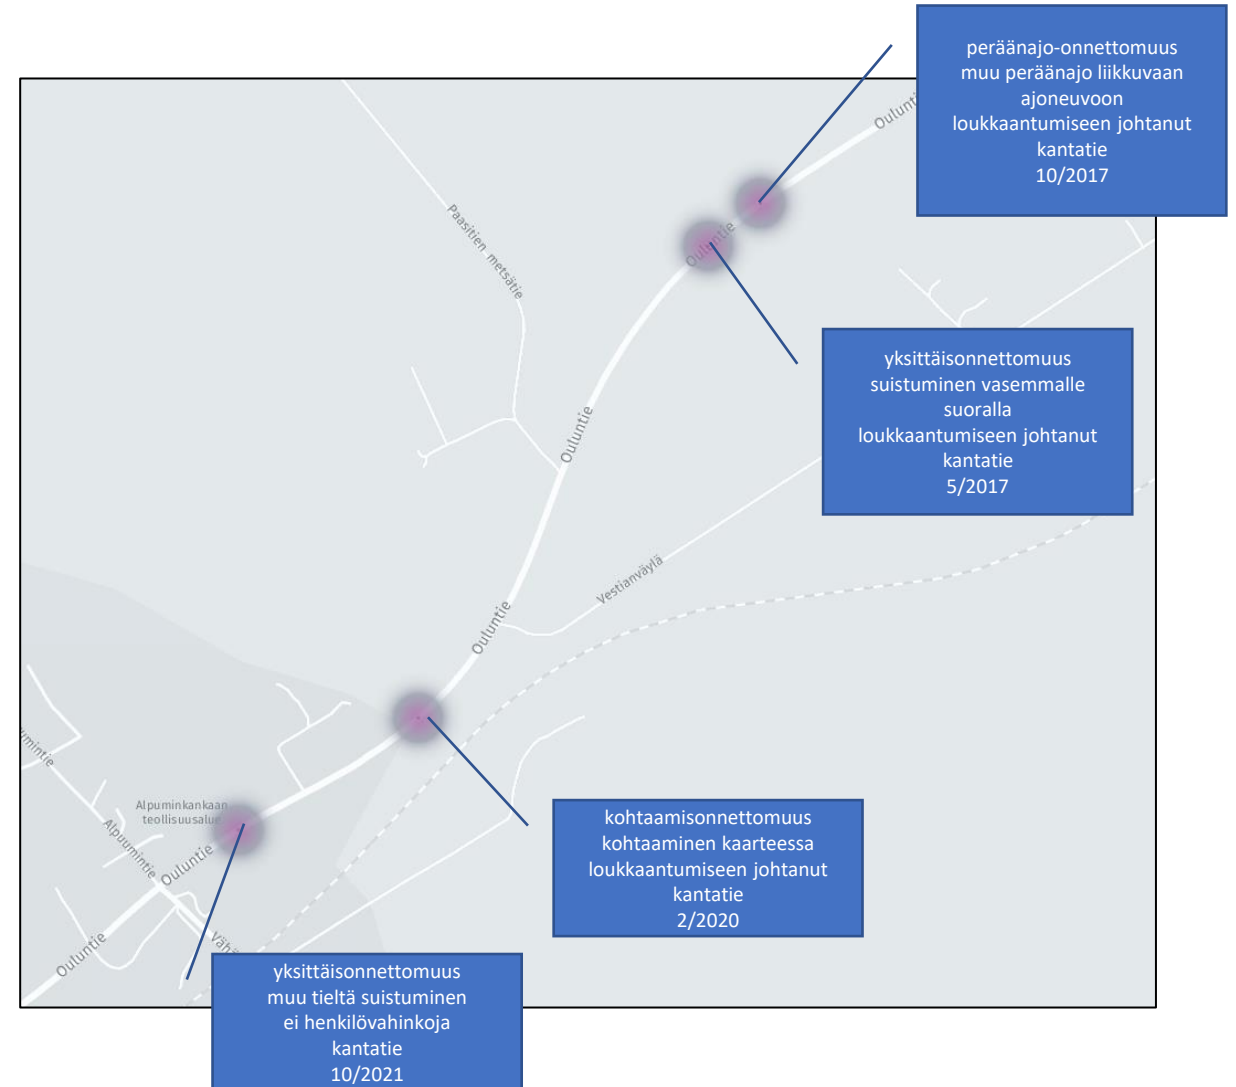 peräänajo-onnettomuus
muu peräänajo liikkuvaan
ajoneuvoon
loukkaantumiseen johtanut
kantatie
10/2017
Paasitien metsätie
Ouluntie
yksittäisonnettomuus
suistuminen vasemmalle
suoralla
loukkaantumiseen johtanut
kantatie
5/2017
Ouluntie
Vestianväylä
Ouluntie
Alpuminkankaan
teollisuusalue
Alpuumintie
Ouluntie
kohtaamisonnettomuus
kohtaaminen kaarteessa
loukkaantumiseen johtanut
kantatie
2/2020
Ouluntie
yksittäisonnettomuus
muu tieltä suistuminen
ei henkilövahinkoja
kantatie
10/2021